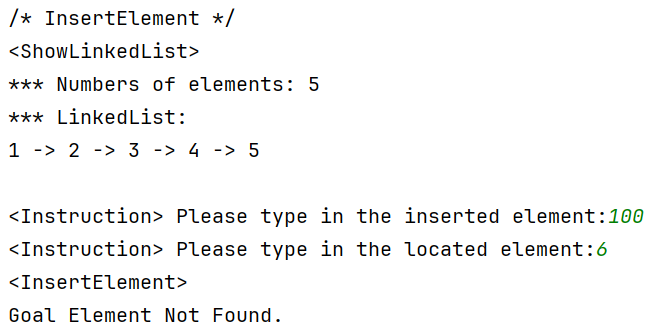 /* InsertElement */
<ShowLinkedList>
*** Numbers of elements: 5
*** LinkedList:
1 -> 2 -> 3 -> 4 -> 5
<Instruction> Please type in the inserted element:100
<Instruction> Please type in the located element:6
<InsertElement>
Goal Element Not Found.